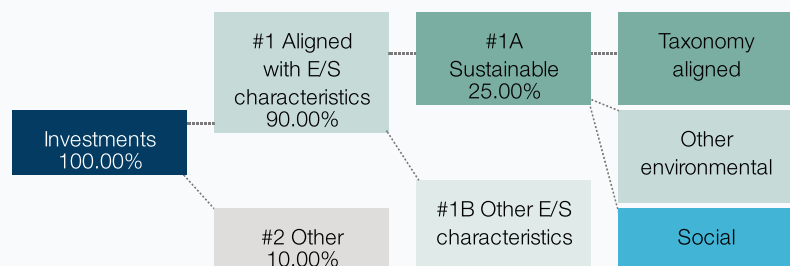 #1 Aligned
with E/S
characteristics
90.00%
#1A
Sustainable
25.00%
Taxonomy
aligned
Investments
100.00%
Other
environmental
#1B Other E/S
characteristics
#2 Other
10.00%
Social